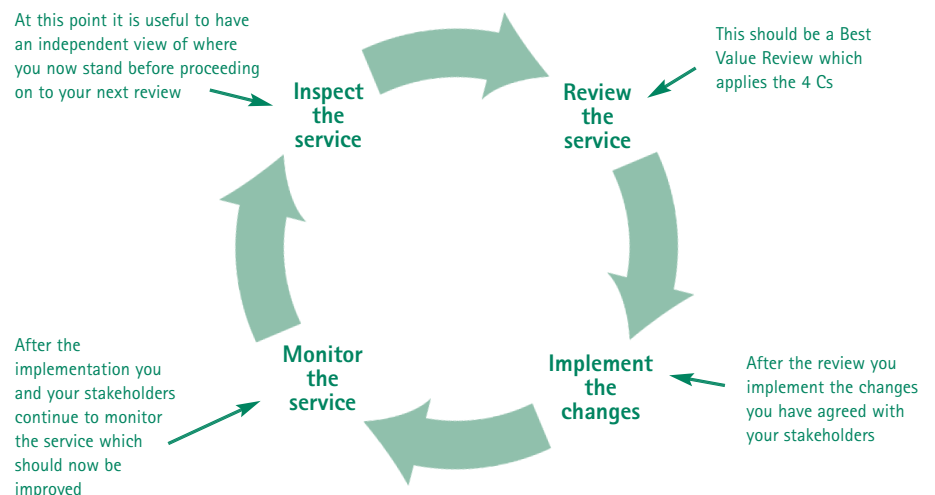 At this point it is useful to have
an independent view of where
you now stand before proceeding
on to your next review
Inspect
the
service
Review
the
service
This should be a Best
Value Review which
applies the 4 Cs
After the
implementation you
and your stakeholders
continue to monitor
the service which
should now be
improved
Monitor
the
service
Implement
the
changes
After the review you
implement the changes
you have agreed with
your stakeholders